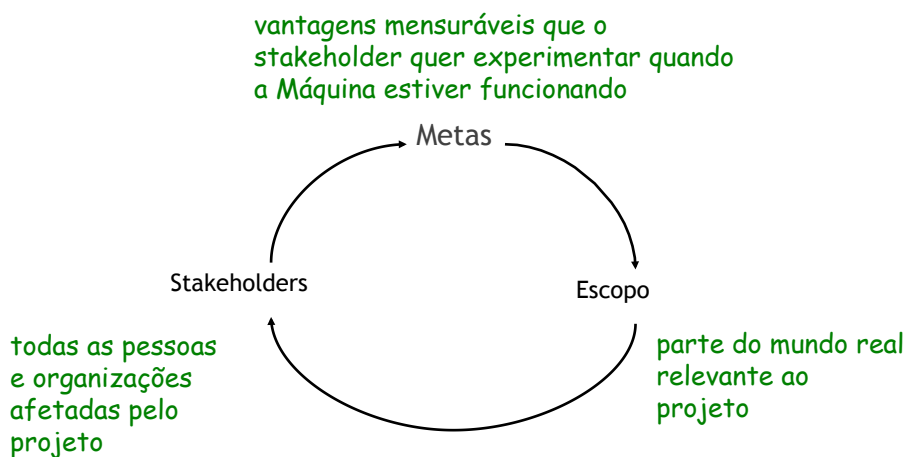 vantagens mensuráveis que o
stakeholder quer experimentar quando
a Máquina estiver funcionando
Metas
Stakeholders
Escopo
todas as pessoas
e organizações
afetadas pelo
projeto
parte do mundo real
relevante ao
projeto